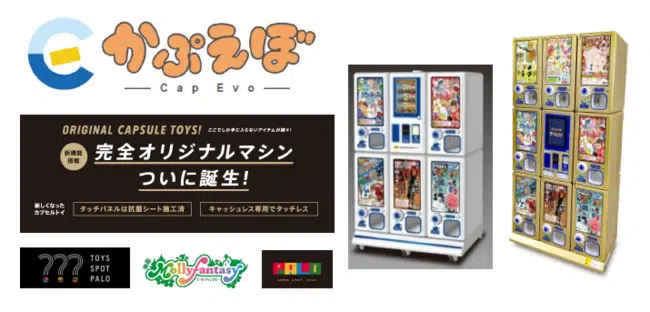 かぷえぼ
Cap Evo
ORIGINAL CAPSULE TOYS! ここでしか手に入らないアイテムが続々!
新機能
搭載
完全オリジナルマシン
ついに誕生!
新しくなった
カプセルトイ
タッチパネルは抗菌シート施工済
キャッシュレス専用でタッチレス
???
TOYS
SPOT
PALO
Mollyfantasy
PALO